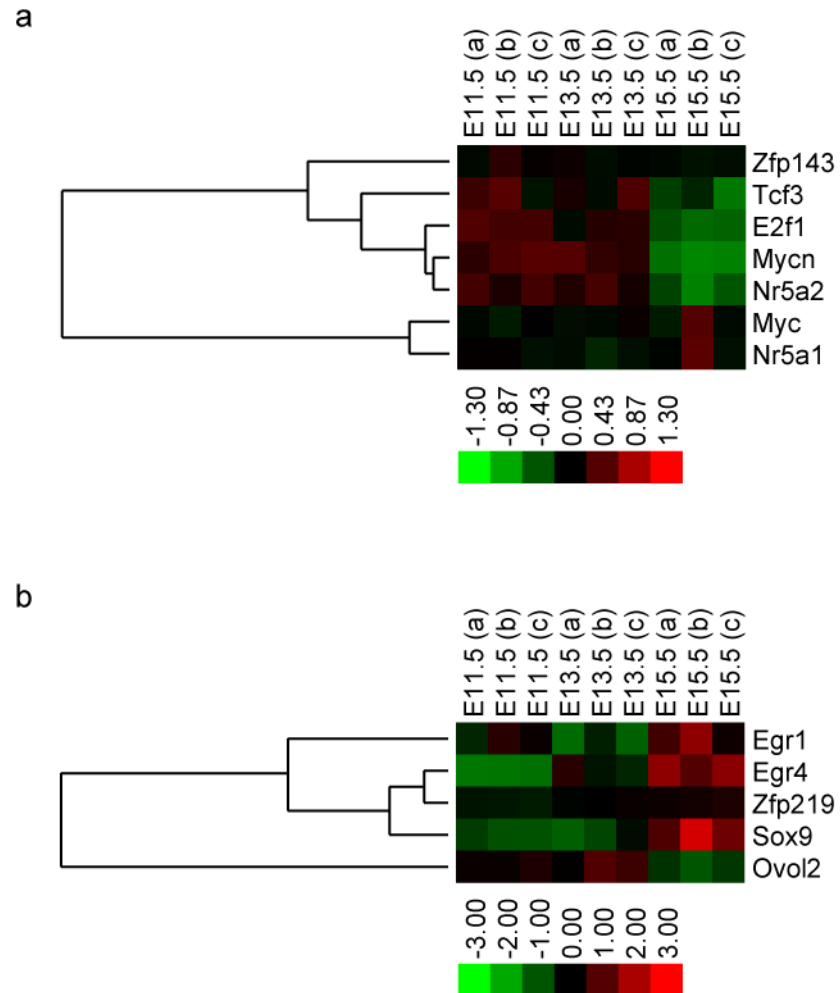 a
E11.5 (a) E11.5 (b) E11.5 (c) E13.5 (a) E13.5 (b) E13.5 (c) E15.5 (a) E15.5 (b) E15.5 (c)
Zfp143
Tcf3
E2f1
Mycn
Nr5a2
Myc
Nr5a1
-1.30 -0.87 -0.43 0.00 0.43 0.87 1.30
b
E11.5 (a) E11.5 (b) E11.5 (c) E13.5 (a) E13.5 (b) E13.5 (c) E15.5 (a) E15.5 (b) E15.5 (c)
Egr1
Egr4
Zfp219
Sox9
Ovol2
-3.00 -2.00 -1.00 0.00 1.00 2.00 3.00